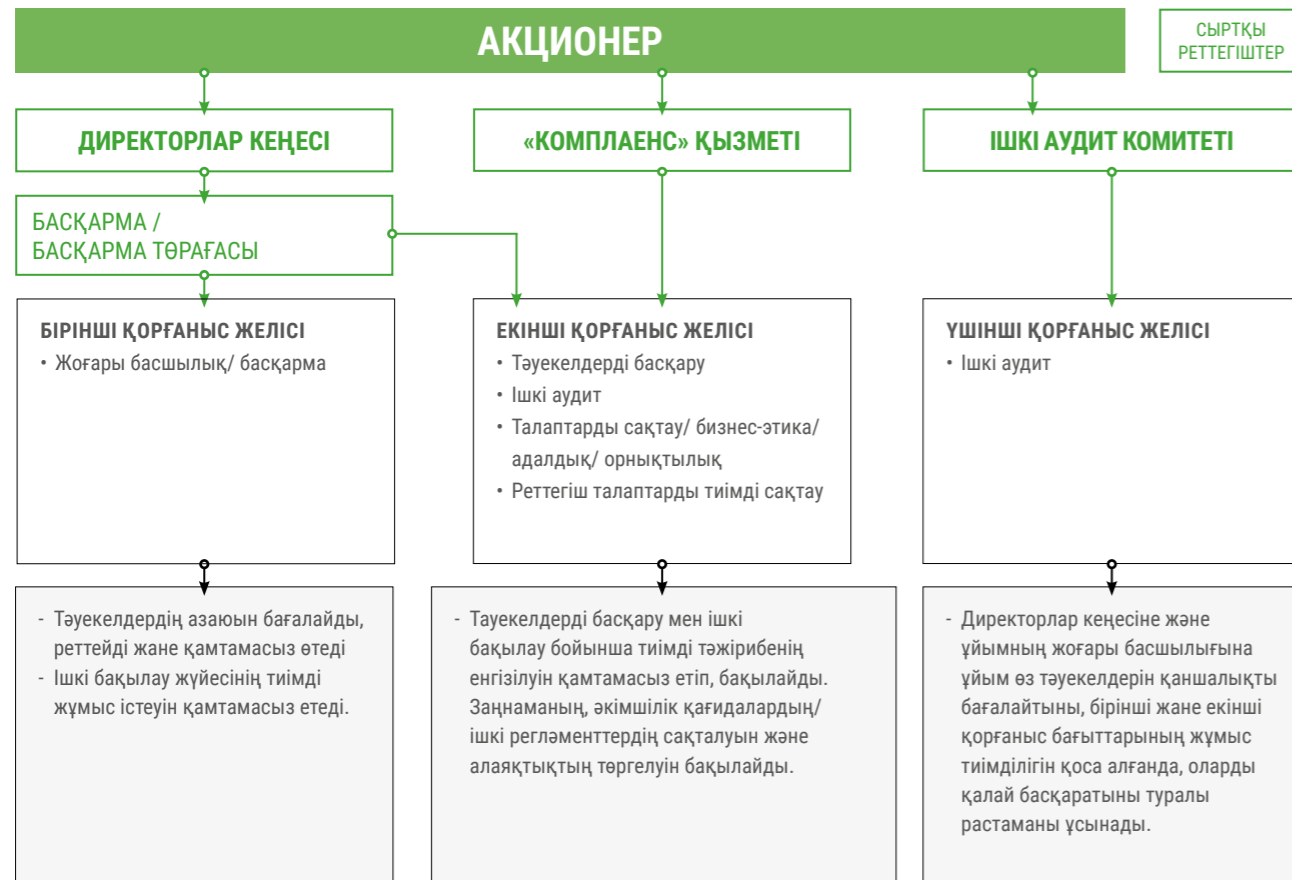 АКЦИОНЕР
СЫРТҚЫ
РЕТТЕГІШТЕР
ДИРЕКТОРЛАР КЕҢЕСІ
«КОМПЛАЕНС» ҚЫЗМЕТІ
ІШКІ АУДИТ КОМИТЕТІ
БАСҚАРМА /
БАСҚАРМА ТӨРАҒАСЫ
БІРІНШІ ҚОРҒАНЫС ЖЕЛІСІ
• Жоғары басшылық/ басқарма
ЕКІНШІ ҚОРҒАНЫС ЖЕЛІСІ
• Тәуекелдерді басқару
• Ішкі аудит
• Талаптарды сақтау/ бизнес-этика/
адалдық/ орнықтылық
• Реттегіш талаптарды тиімді сақтау
ҮШІНШІ ҚОРҒАНЫС ЖЕЛІСІ
• Ішкі аудит
- Тәуекелдердің азаюын бағалайды,
реттейді және қамтамасыз өтеді
- Ішкі бақылау жүйесінің тиімді
жұмыс істеуін қамтамасыз етеді.
- Тауекелдерді басқару мен ішкі
бақылау бойынша тиімді тәжірибенің
енгізілуін қамтамасыз етіп, бақылайды.
Заңнаманың, әкімшілік қағидалардың/
ішкі регләменттердің сақталуын және
алаяқтықтың төргелуін бақылайды.
- Директорлар кеңесіне және
ұйымның жоғары басшылығына
ұйым өз тәуекелдерін қаншалықты
бағалайтыны, бірінші және екінші
қорғаныс бағыттарының жұмыс
тиімділігін қоса алғанда, оларды
қалай басқаратыны туралы
растаманы ұсынады.